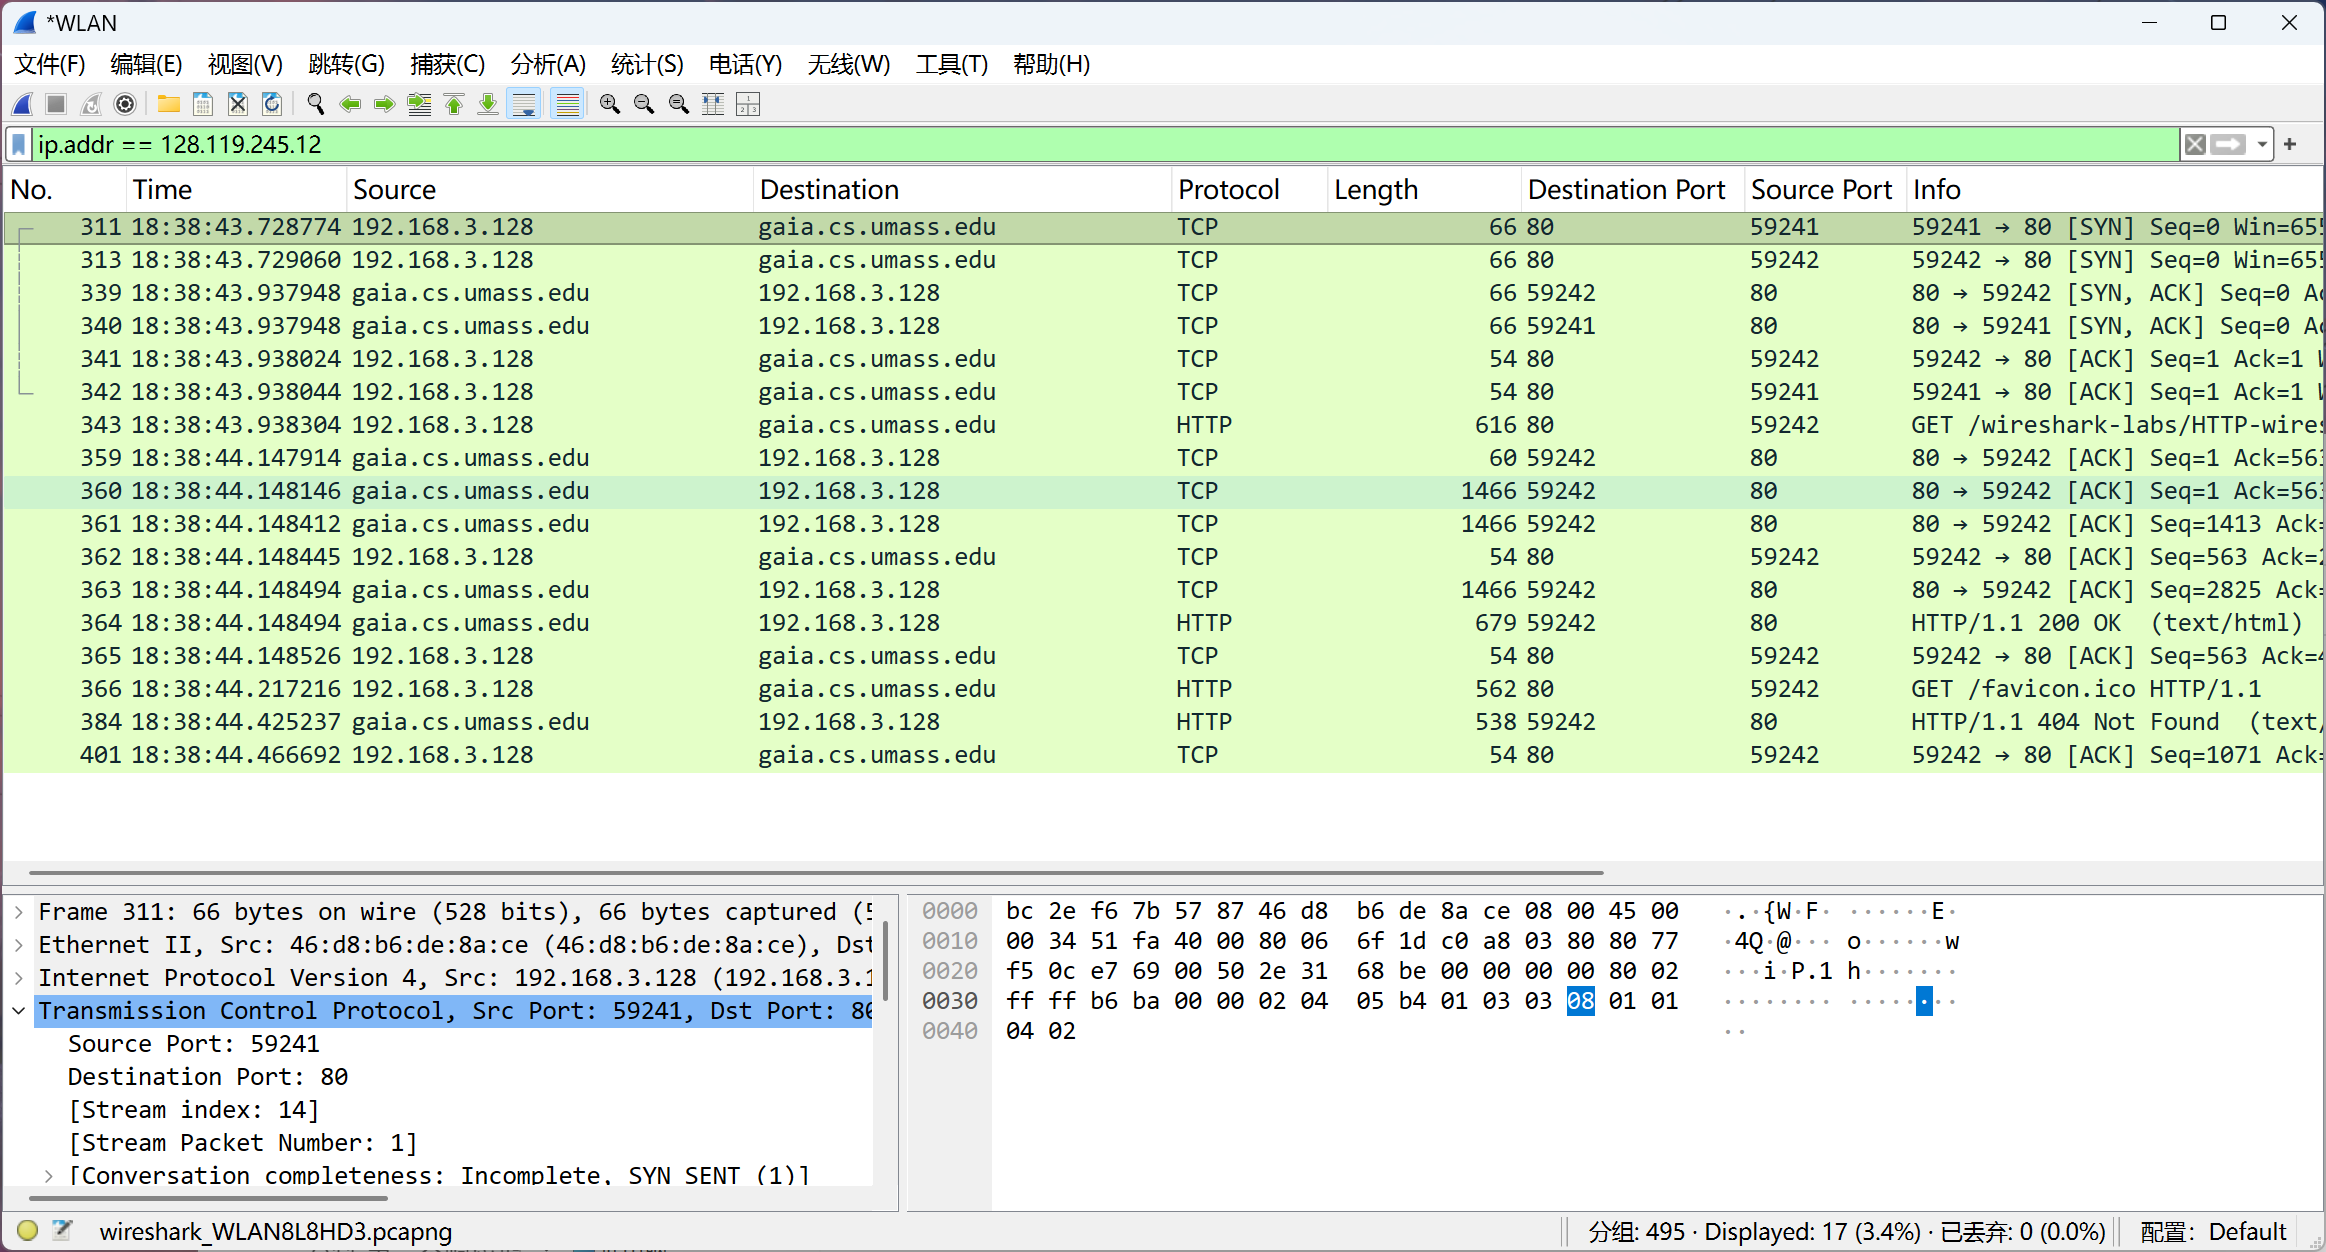 *WLAN
文件(F) 编辑(E) 视图(V) 跳转(G) 捕获(C) 分析(A) 统计(S) 电话(Y) 无线(W) 工具(T) 帮助(H)
ip.addr == 128.119.245.12
No. Time Source Destination Protocol Length Destination Port Source Port Info
311 18:38:43.728774 192.168.3.128 gaia.cs.umass.edu TCP 66 80 59241 59241 → 80 [SYN] Seq=0 Win=655
313 18:38:43.729060 192.168.3.128 gaia.cs.umass.edu TCP 66 80 59242 59242 → 80 [SYN] Seq=0 Win=655
339 18:38:43.937948 gaia.cs.umass.edu 192.168.3.128 TCP 66 59242 80 80 → 59242 [SYN, ACK] Seq=0 Ac
340 18:38:43.937948 gaia.cs.umass.edu 192.168.3.128 TCP 66 59241 80 80 → 59241 [SYN, ACK] Seq=0 Ac
341 18:38:43.938024 192.168.3.128 gaia.cs.umass.edu TCP 54 80 59242 59242 → 80 [ACK] Seq=1 Ack=1 W
342 18:38:43.938044 192.168.3.128 gaia.cs.umass.edu TCP 54 80 59241 59241 → 80 [ACK] Seq=1 Ack=1 W
343 18:38:43.938304 192.168.3.128 gaia.cs.umass.edu HTTP 616 80 59242 GET /wireshark-labs/HTTP-wires
359 18:38:44.147914 gaia.cs.umass.edu 192.168.3.128 TCP 60 59242 80 80 → 59242 [ACK] Seq=1 Ack=563
360 18:38:44.148146 gaia.cs.umass.edu 192.168.3.128 TCP 1466 59242 80 80 → 59242 [ACK] Seq=1 Ack=563
361 18:38:44.148412 gaia.cs.umass.edu 192.168.3.128 TCP 1466 59242 80 80 → 59242 [ACK] Seq=1413 Ack=
362 18:38:44.148445 192.168.3.128 gaia.cs.umass.edu TCP 54 80 59242 59242 → 80 [ACK] Seq=563 Ack=2
363 18:38:44.148494 gaia.cs.umass.edu 192.168.3.128 TCP 1466 59242 80 80 → 59242 [ACK] Seq=2825 Ack=
364 18:38:44.148494 gaia.cs.umass.edu 192.168.3.128 HTTP 679 59242 80 HTTP/1.1 200 OK (text/html)
365 18:38:44.148526 192.168.3.128 gaia.cs.umass.edu TCP 54 80 59242 59242 → 80 [ACK] Seq=563 Ack=4
366 18:38:44.217216 192.168.3.128 gaia.cs.umass.edu HTTP 562 80 59242 GET /favicon.ico HTTP/1.1
384 18:38:44.425237 gaia.cs.umass.edu 192.168.3.128 HTTP 538 59242 80 HTTP/1.1 404 Not Found (text/
401 18:38:44.466692 192.168.3.128 gaia.cs.umass.edu TCP 54 80 59242 59242 → 80 [ACK] Seq=1071 Ack=
Frame 311: 66 bytes on wire (528 bits), 66 bytes captured (5
Ethernet II, Src: 46:d8:b6:de:8a:ce (46:d8:b6:de:8a:ce), Dst
Internet Protocol Version 4, Src: 192.168.3.128 (192.168.3.1
Transmission Control Protocol, Src Port: 59241, Dst Port: 80
Source Port: 59241
Destination Port: 80
[Stream index: 14]
[Stream Packet Number: 1]
[Conversation completeness: Incomplete, SYN_SENT (1)]
0000 bc 2e f6 7b 57 87 46 d8 b6 de 8a ce 08 00 45 00 ·.·{W·F· ······E·
0010 00 34 51 fa 40 00 80 06 6f 1d c0 a8 03 80 80 77 ·4Q·@··· o······w
0020 f5 0c e7 69 00 50 2e 31 68 be 00 00 00 00 80 02 ···i·P.1 h·······
0030 ff ff b6 ba 00 00 02 04 05 b4 01 03 03 08 01 01 ········ ········
0040 04 02 ··
wireshark_WLAN8L8HD3.pcapng 分组: 495 · Displayed: 17 (3.4%) · 已丢弃: 0 (0.0%) 配置: Default